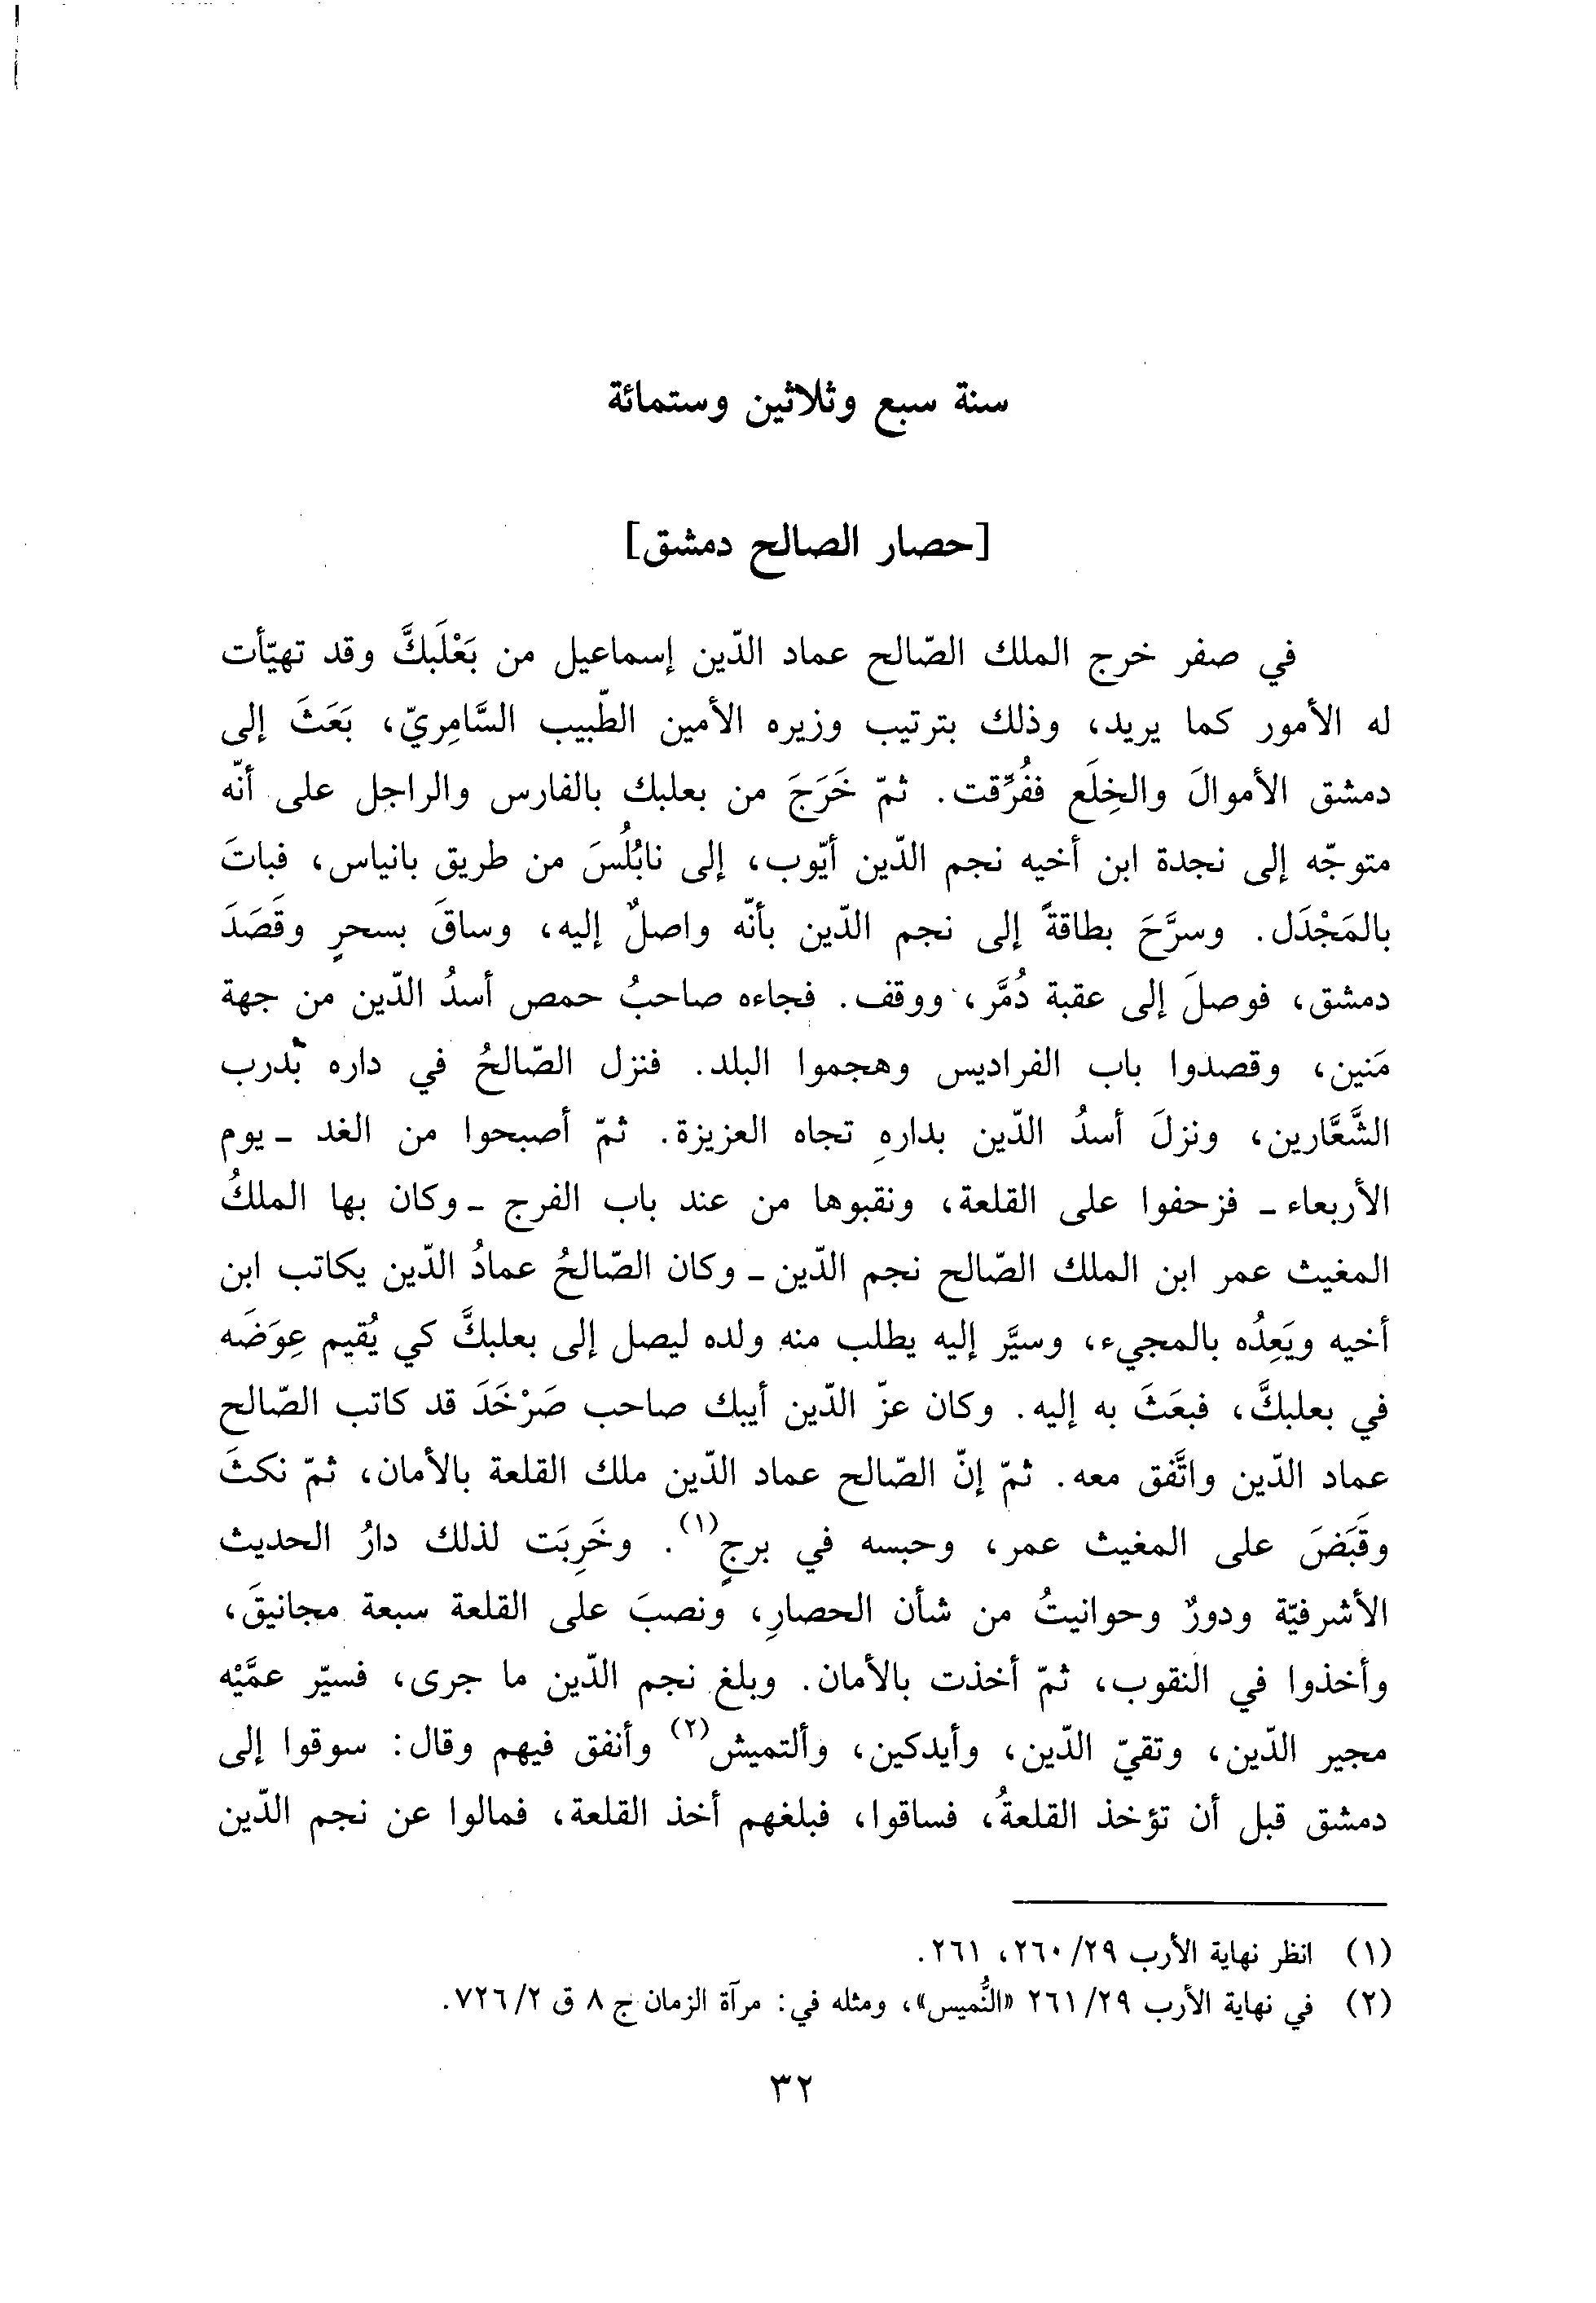 سنة سبع وثلاثين وستمائة
[حصار الصالح دمشق]
في صفر خرج الملك الصّالح عماد الدّين إسماعيل من بَعْلَبكَّ وقد تهيّأت
له الأمور كما يريد، وذلك بترتيب وزيره الأمين الطّبيب السَّامِريّ، بَعَثَ إلى
دمشق الأموالَ والخِلَع ففُرِّقت. ثمّ خَرَجَ من بعلبك بالفارس والراجل على أنّه
متوجّه إلى نجدة ابن أخيه نجم الدّين أيّوب، إلى نابُلُسَ من طريق بانياس، فباتَ
بالمَجْدَل. وسرَّحَ بطاقةً إلى نجم الدّين بأنّه واصلٌ إليه، وساقَ بسحرٍ وقَصَدَ
دمشق، فوصلَ إلى عقبة دُمَّر، ووقف. فجاءه صاحبُ حمص أسدُ الدّين من جهة
مَنين، وقصدوا باب الفراديس وهجموا البلد. فنزل الصّالحُ في داره بدرب
الشَّعَّارين، ونزلَ أسدُ الدّين بدارهِ تجاه العزيزة. ثمّ أصبحوا من الغد - يوم
الأربعاء - فزحفوا على القلعة، ونقبوها من عند باب الفرج - وكان بها الملكُ
المغيث عمر ابن الملك الصّالح نجم الدّين - وكان الصّالحُ عمادُ الدّين يكاتب ابن
أخيه ويَعِدُه بالمجيء، وسيَّر إليه يطلب منه ولده ليصل إلى بعلبكَّ كي يُقيم عِوَضَه
في بعلبكَّ، فبعَثَ به إليه. وكان عزّ الدّين أيبك صاحب صَرْخَدَ قد كاتب الصّالح
عماد الدّين واتَّفق معه. ثمّ إنّ الصّالح عماد الدّين ملك القلعة بالأمان، ثمّ نكثَ
وقَبَضَ على المغيث عمر، وحبسه في برجٍ(١). وخَرِبَت لذلك دارُ الحديث
الأشرفيّة ودورٌ وحوانيتُ من شأن الحصارِ، ونصبَ على القلعة سبعة مجانيقَ،
وأخذوا في النقوب، ثمّ أخذت بالأمان. وبلغ نجم الدّين ما جرى، فسيّر عمَّيْه
مجير الدّين، وتقيّ الدّين، وأيدكين، وألتميش(٢) وأنفق فيهم وقال: سوقوا إلى
دمشق قبل أن تؤخذ القلعةُ، فساقوا، فبلغهم أخذ القلعة، فمالوا عن نجم الدّين
(١) انظر نهاية الأرب ٢٦٠/٢٩، ٢٦١.
(٢) في نهاية الأرب ٢٦١/٢٩ «النُّميس»، ومثله في: مرآة الزمان ج ٨ ق ٧٢٦/٢.
٣٢